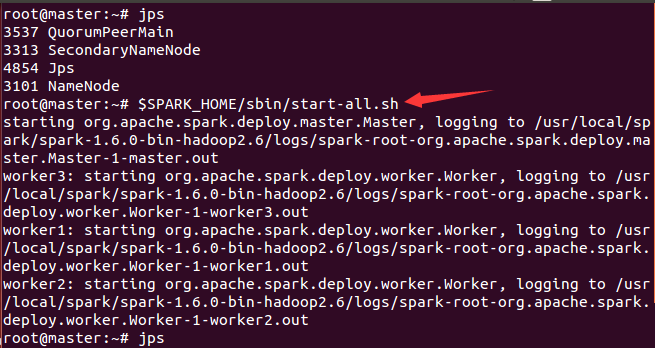 root@master:~# jps
3537 QuorumPeerMain
3313 SecondaryNameNode
4854 Jps
3101 NameNode
root@master:~# $SPARK_HOME/sbin/start-all.sh
starting org.apache.spark.deploy.master.Master, logging to /usr/local/sp
ark/spark-1.6.0-bin-hadoop2.6/logs/spark-root-org.apache.spark.deploy.ma
ster.Master-1-master.out
worker3: starting org.apache.spark.deploy.worker.Worker, logging to /usr
/local/spark/spark-1.6.0-bin-hadoop2.6/logs/spark-root-org.apache.spark.
deploy.worker.Worker-1-worker3.out
worker1: starting org.apache.spark.deploy.worker.Worker, logging to /usr
/local/spark/spark-1.6.0-bin-hadoop2.6/logs/spark-root-org.apache.spark.
deploy.worker.Worker-1-worker1.out
worker2: starting org.apache.spark.deploy.worker.Worker, logging to /usr
/local/spark/spark-1.6.0-bin-hadoop2.6/logs/spark-root-org.apache.spark.
deploy.worker.Worker-1-worker2.out
root@master:~# jps